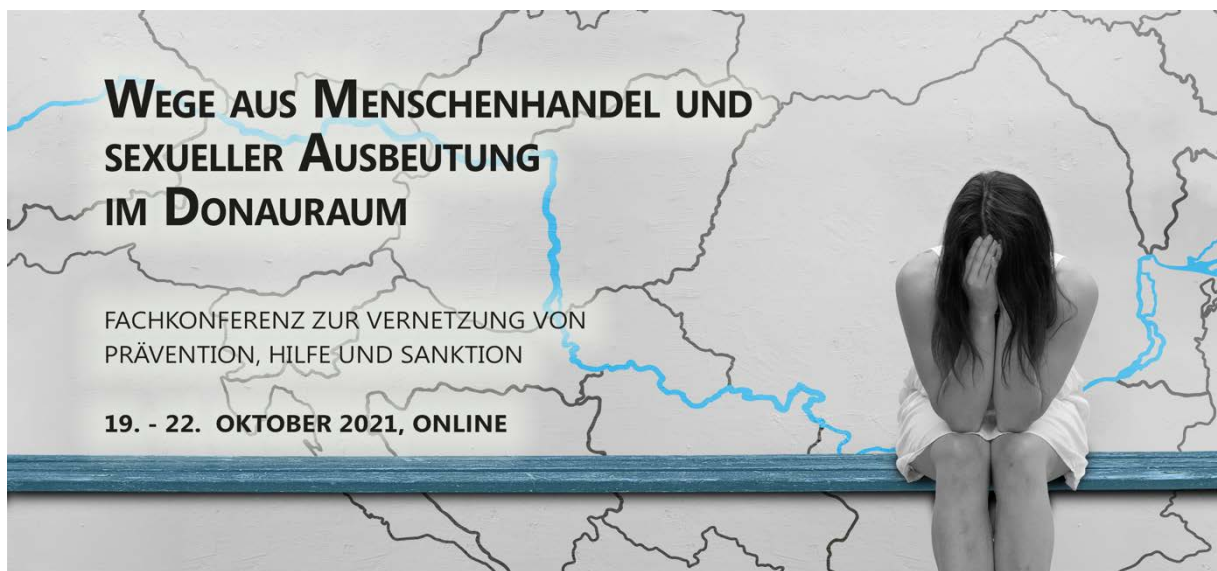 Wege aus Menschenhandel und
sexueller Ausbeutung
im Donauraum
FACHKONFERENZ ZUR VERNETZUNG VON
PRÄVENTION, HILFE UND SANKTION
19. - 22. OKTOBER 2021, ONLINE